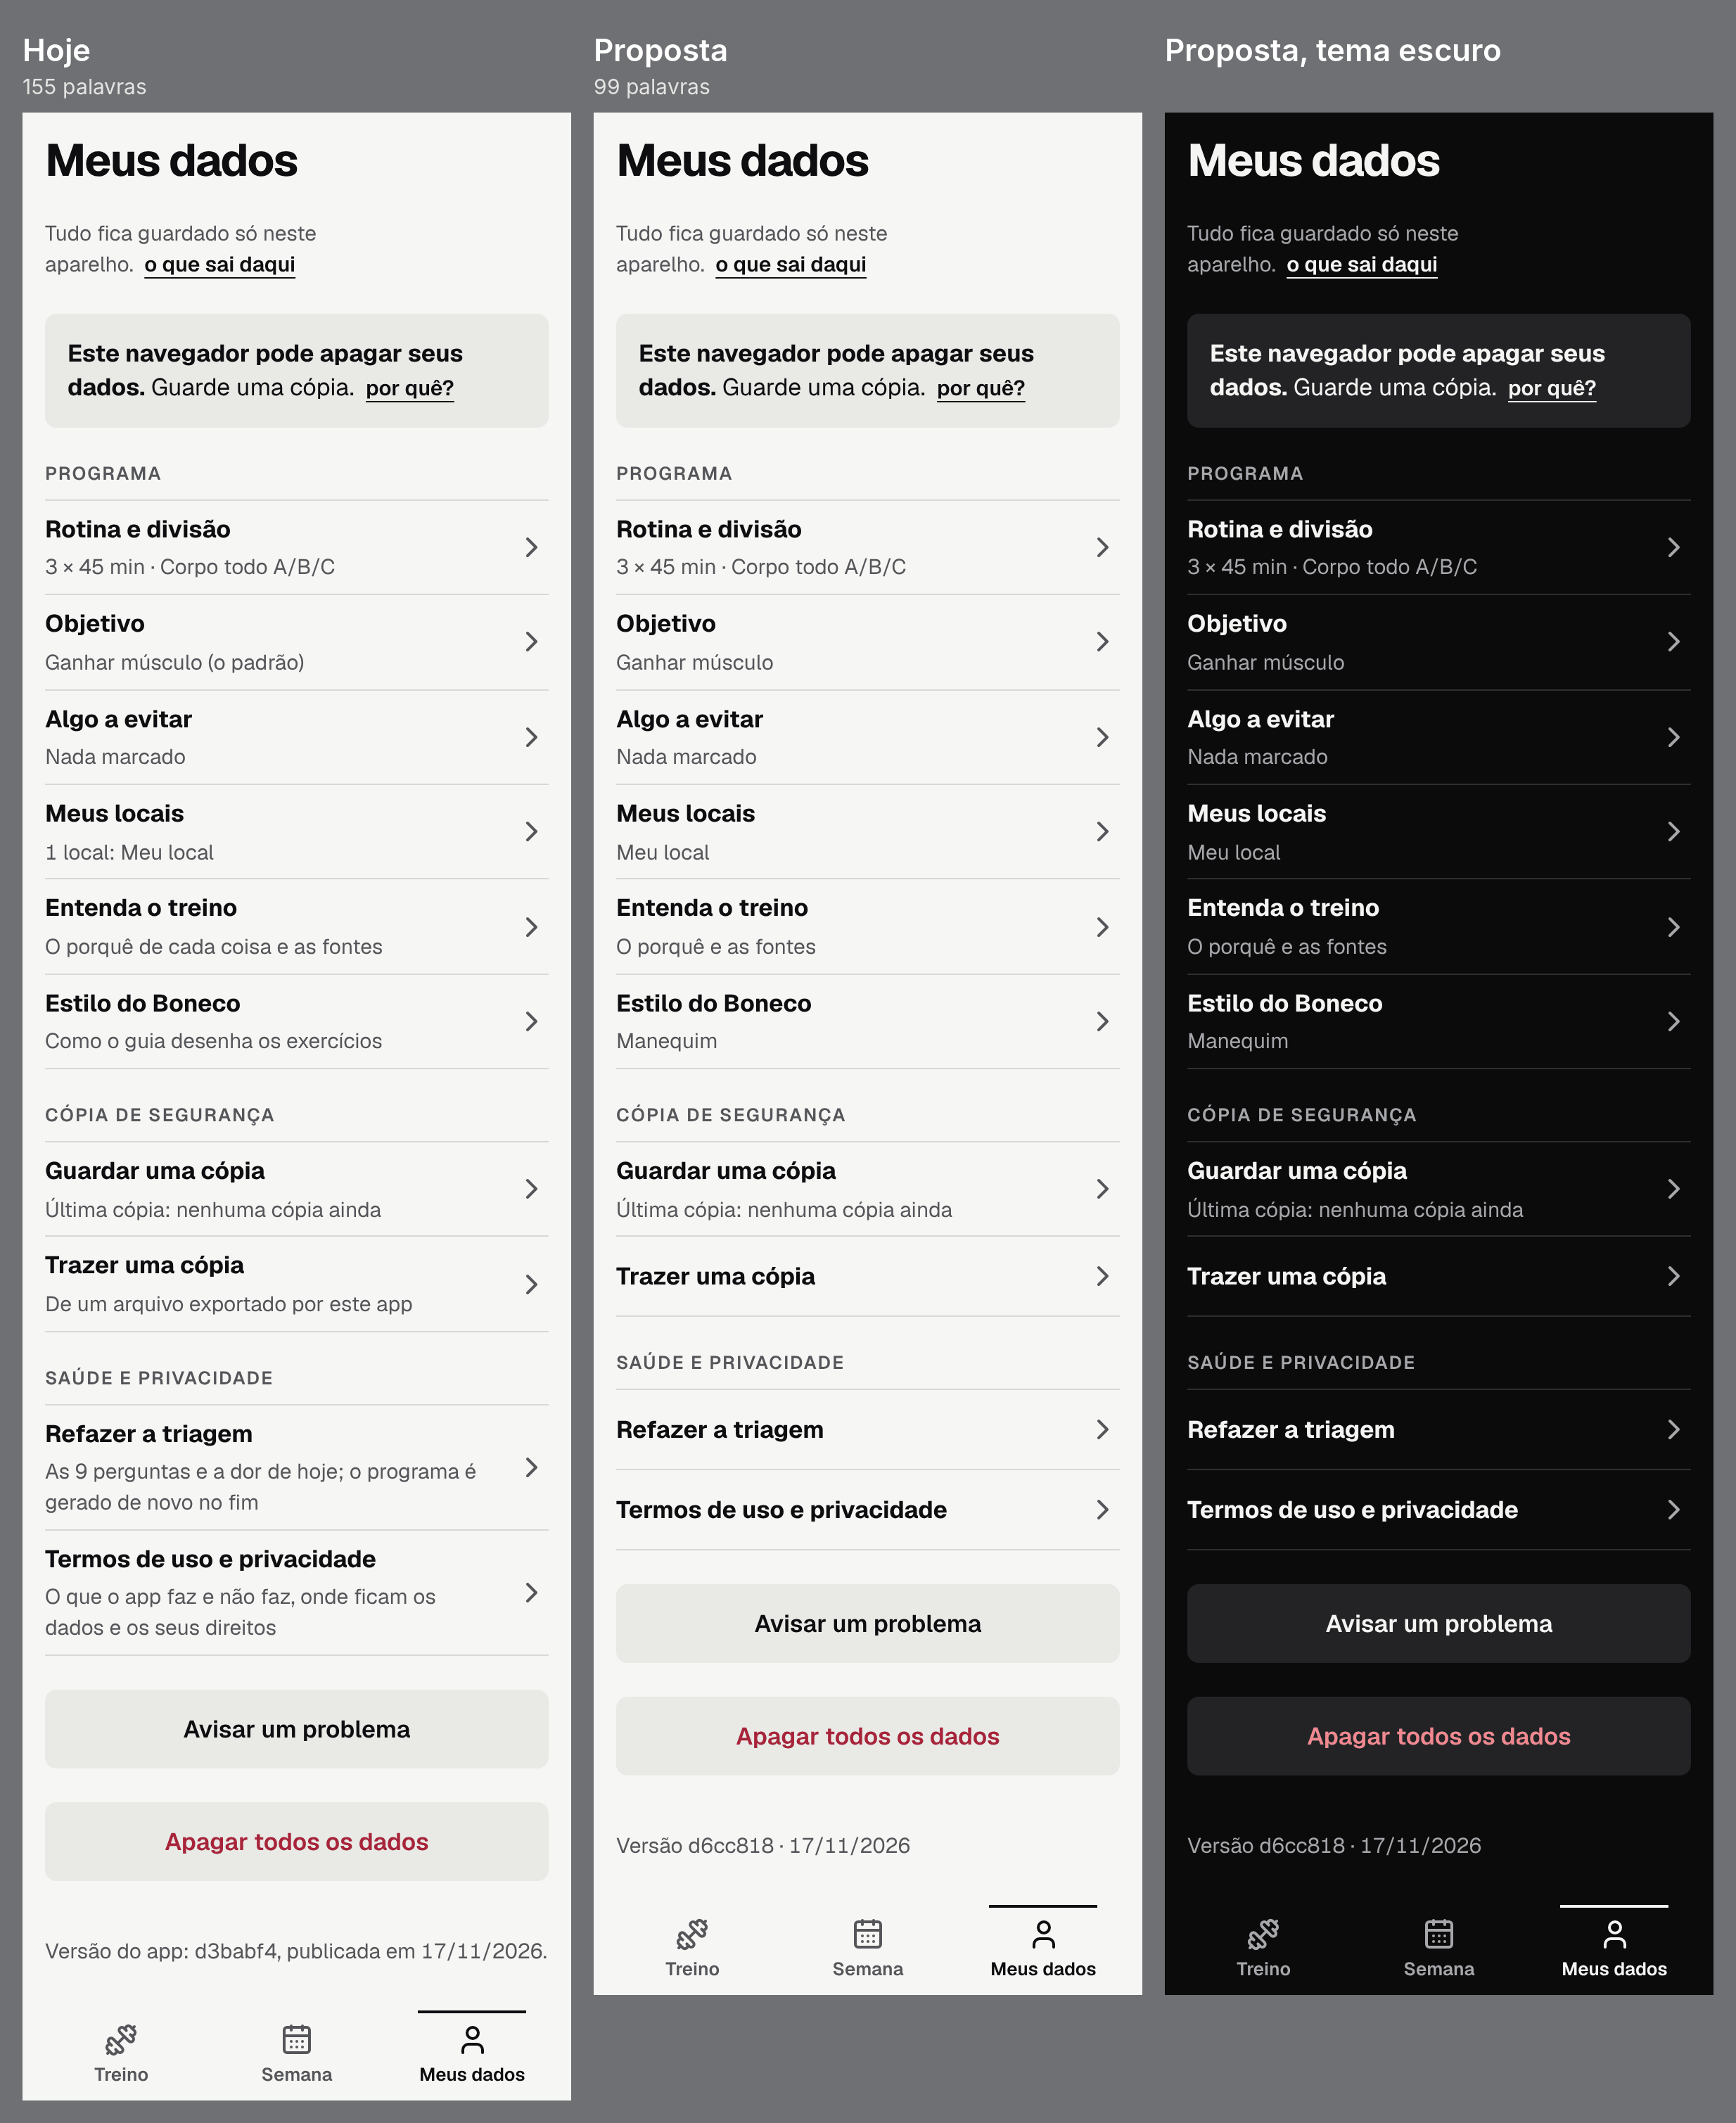 Hoje
155 palavras
Meus dados
Tudo fica guardado só neste
aparelho. o que sai daqui
Este navegador pode apagar seus
dados. Guarde uma cópia. por quê?
PROGRAMA
Rotina e divisão
3 × 45 min · Corpo todo A/B/C
Objetivo
Ganhar músculo (o padrão)
Algo a evitar
Nada marcado
Meus locais
1 local: Meu local
Entenda o treino
O porquê de cada coisa e as fontes
Estilo do Boneco
Como o guia desenha os exercícios
CÓPIA DE SEGURANÇA
Guardar uma cópia
Última cópia: nenhuma cópia ainda
Trazer uma cópia
De um arquivo exportado por este app
SAÚDE E PRIVACIDADE
Refazer a triagem
As 9 perguntas e a dor de hoje; o programa é
gerado de novo no fim
Termos de uso e privacidade
O que o app faz e não faz, onde ficam os
dados e os seus direitos
Avisar um problema
Apagar todos os dados
Versão do app: d3babf4, publicada em 17/11/2026.
Treino
Semana
Meus dados
Proposta
99 palavras
Meus dados
Tudo fica guardado só neste
aparelho. o que sai daqui
Este navegador pode apagar seus
dados. Guarde uma cópia. por quê?
PROGRAMA
Rotina e divisão
3 × 45 min · Corpo todo A/B/C
Objetivo
Ganhar músculo
Algo a evitar
Nada marcado
Meus locais
Meu local
Entenda o treino
O porquê e as fontes
Estilo do Boneco
Manequim
CÓPIA DE SEGURANÇA
Guardar uma cópia
Última cópia: nenhuma cópia ainda
Trazer uma cópia
SAÚDE E PRIVACIDADE
Refazer a triagem
Termos de uso e privacidade
Avisar um problema
Apagar todos os dados
Versão d6cc818 · 17/11/2026
Treino
Semana
Meus dados
Proposta, tema escuro
Meus dados
Tudo fica guardado só neste
aparelho. o que sai daqui
Este navegador pode apagar seus
dados. Guarde uma cópia. por quê?
PROGRAMA
Rotina e divisão
3 × 45 min · Corpo todo A/B/C
Objetivo
Ganhar músculo
Algo a evitar
Nada marcado
Meus locais
Meu local
Entenda o treino
O porquê e as fontes
Estilo do Boneco
Manequim
CÓPIA DE SEGURANÇA
Guardar uma cópia
Última cópia: nenhuma cópia ainda
Trazer uma cópia
SAÚDE E PRIVACIDADE
Refazer a triagem
Termos de uso e privacidade
Avisar um problema
Apagar todos os dados
Versão d6cc818 · 17/11/2026
Treino
Semana
Meus dados